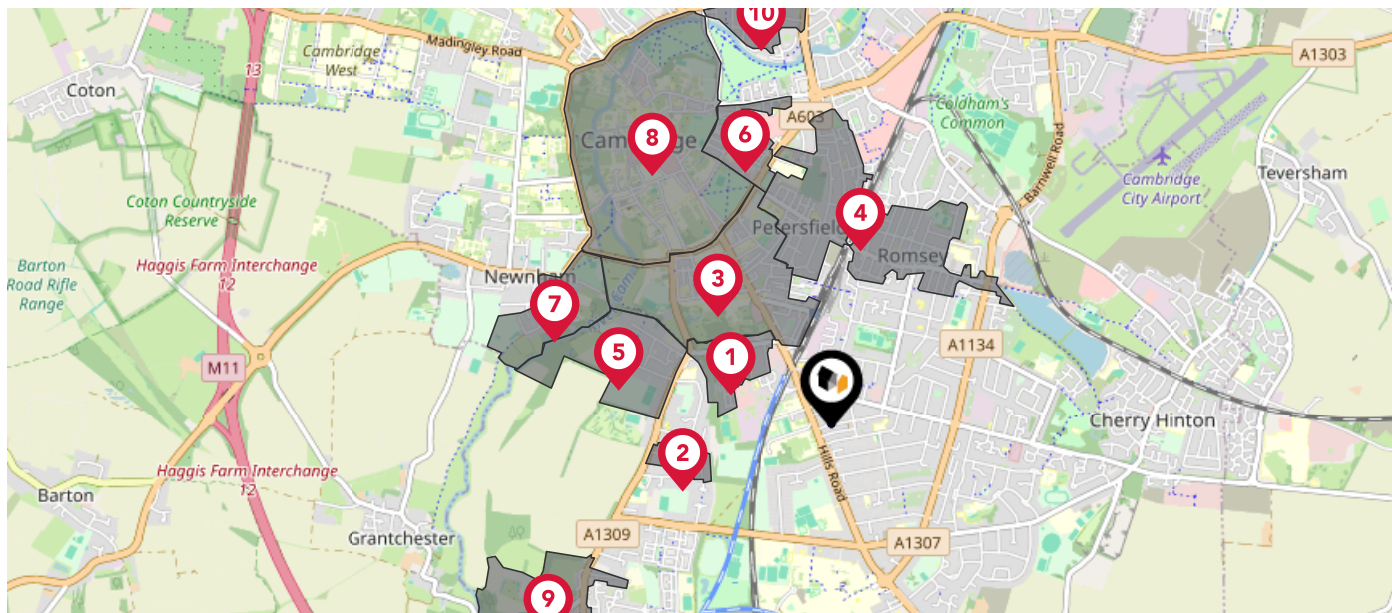 10
Madingley Road
Cambridge
West
13
A1303
Coton
Coldham's
Common
A603
6
8
Barnwell Road
Cambridge
City Airport
Teversham
Coton Countryside
Reserve
4
Petersfield
Romsey
Haggis Farm Interchange
12
Barton
Road Rifle
Range
Newnham
3
7
A1134
5
1
M11
Cherry Hinton
2
Hills Road
Haggis Farm Interchange
12
Barton
A1309
Grantchester
A1307
9